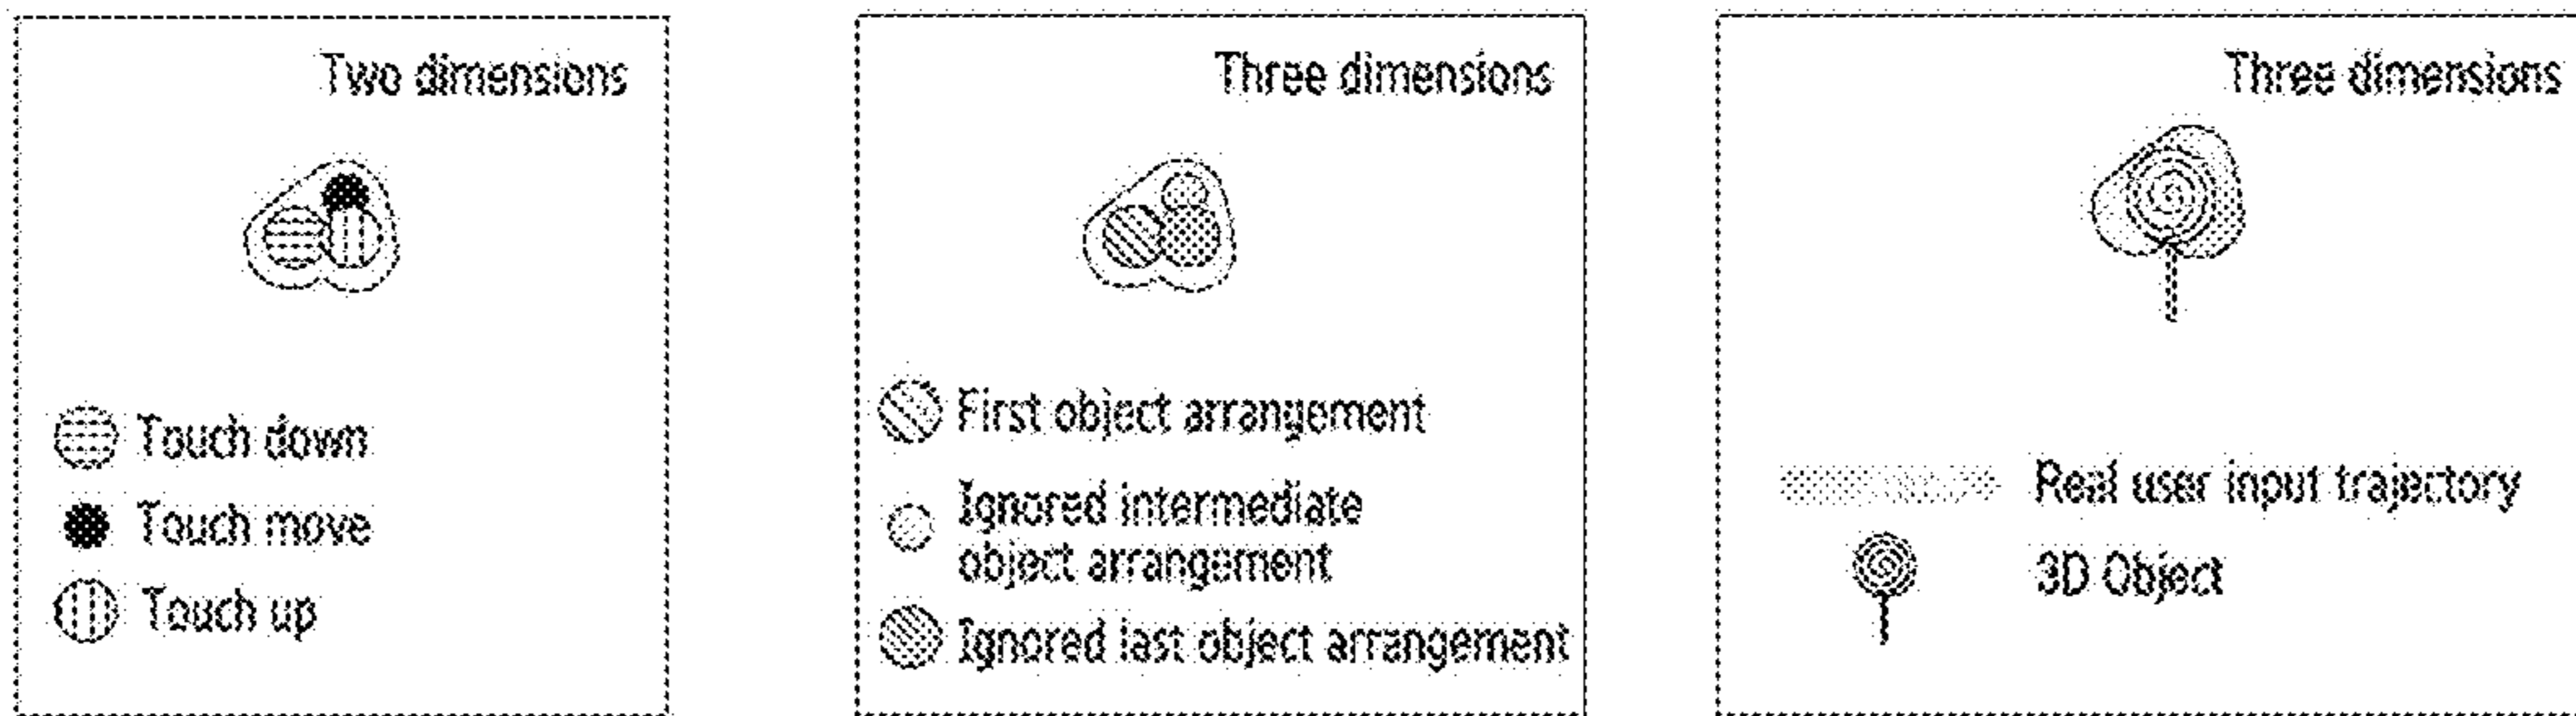 Two dimensions
Touch down
Touch move
Touch up
Three dimensions
First object arrangement
Ignored intermediate
object arrangement
Ignored last object arrangement
Three dimensions
Real user input trajectory
3D Object